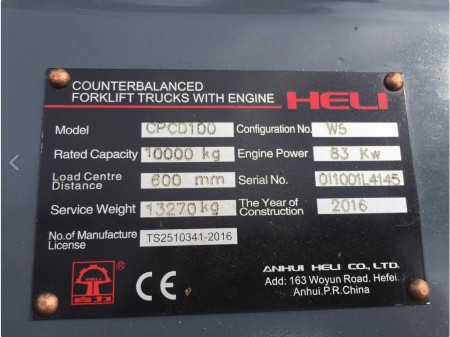 COUNTERBALANCED
FORKLIFT TRUCKS WITH ENGINE HELI
Model CPCD100 Configuration No. W5
Rated Capacity 10000 kg Engine Power 83 Kw
Load Centre Distance 600 mm Serial No. 011001L4145
Service Weight 13270kg The Year of Construction 2016
No.of Manufacture License TS2510341-2016
® CE ANHUI HELI CO., LTD.
Add: 163 Woyun Road. Hefei.
Anhui.P.R.China